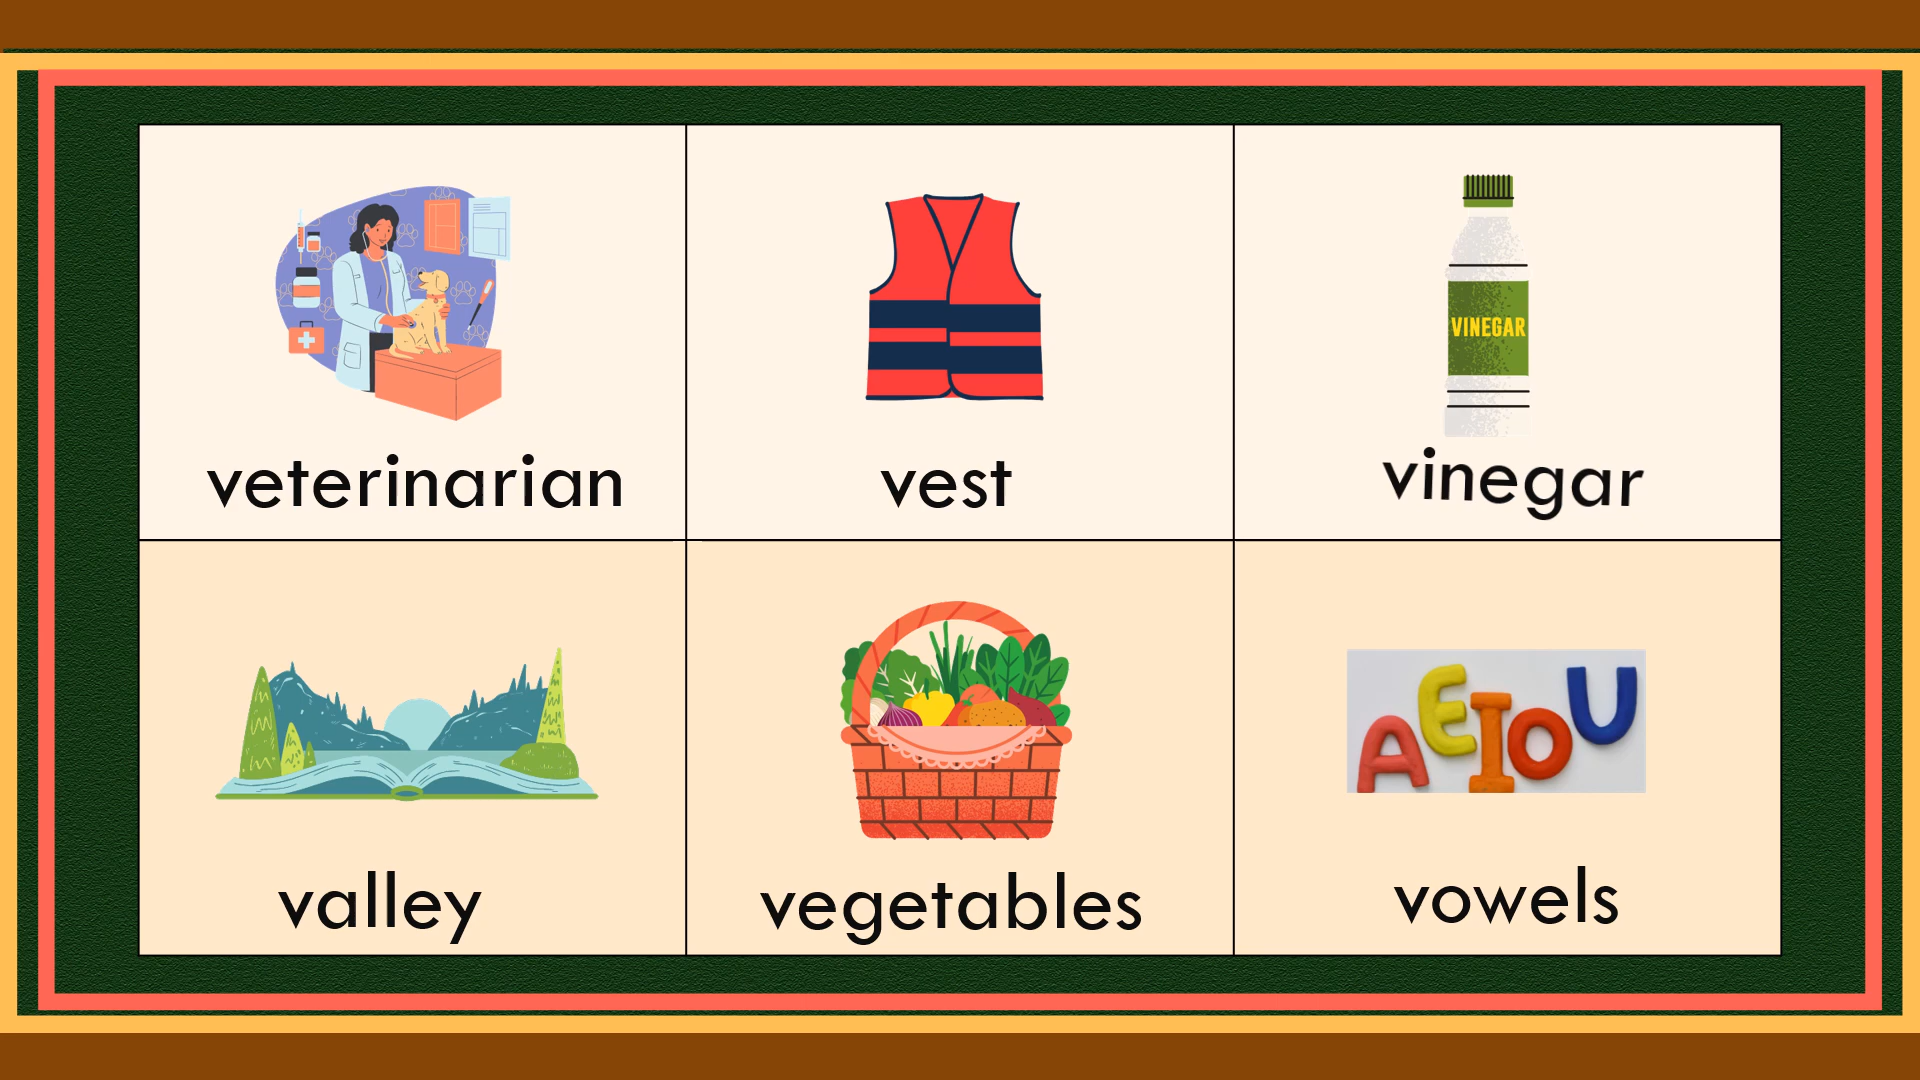 VINEGAR
veterinarian
vest
vinegar
AEIOU
valley
vegetables
vowels